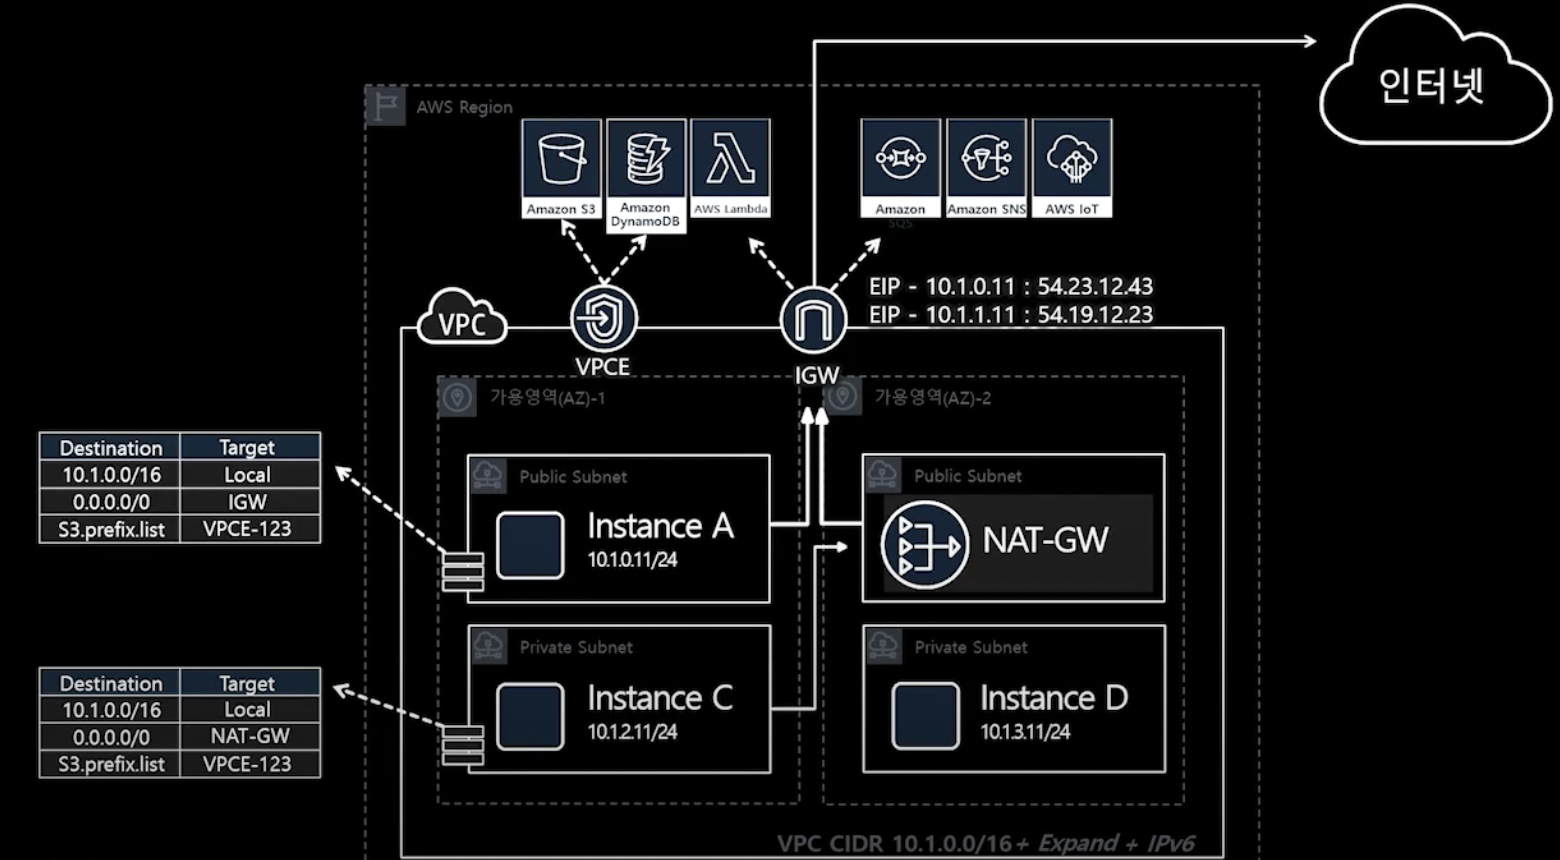 인터넷
AWS Region
Amazon S3
Amazon
DynamoDB
AWS Lambda
Amazon
SQS
Amazon SNS
AWS IoT
EIP - 10.1.0.11 : 54.23.12.43
EIP - 10.1.1.11 : 54.19.12.23
VPC
VPCE
IGW
가용영역(AZ)-1
가용영역(AZ)-2
Destination Target
10.1.0.0/16 Local
0.0.0.0/0 IGW
S3.prefix.list VPCE-123
Public Subnet
Instance A
10.1.0.11/24
Public Subnet
NAT-GW
Destination Target
10.1.0.0/16 Local
0.0.0.0/0 NAT-GW
S3.prefix.list VPCE-123
Private Subnet
Instance C
10.1.2.11/24
Private Subnet
Instance D
10.1.3.11/24
VPC CIDR 10.1.0.0/16 + Expand + IPv6